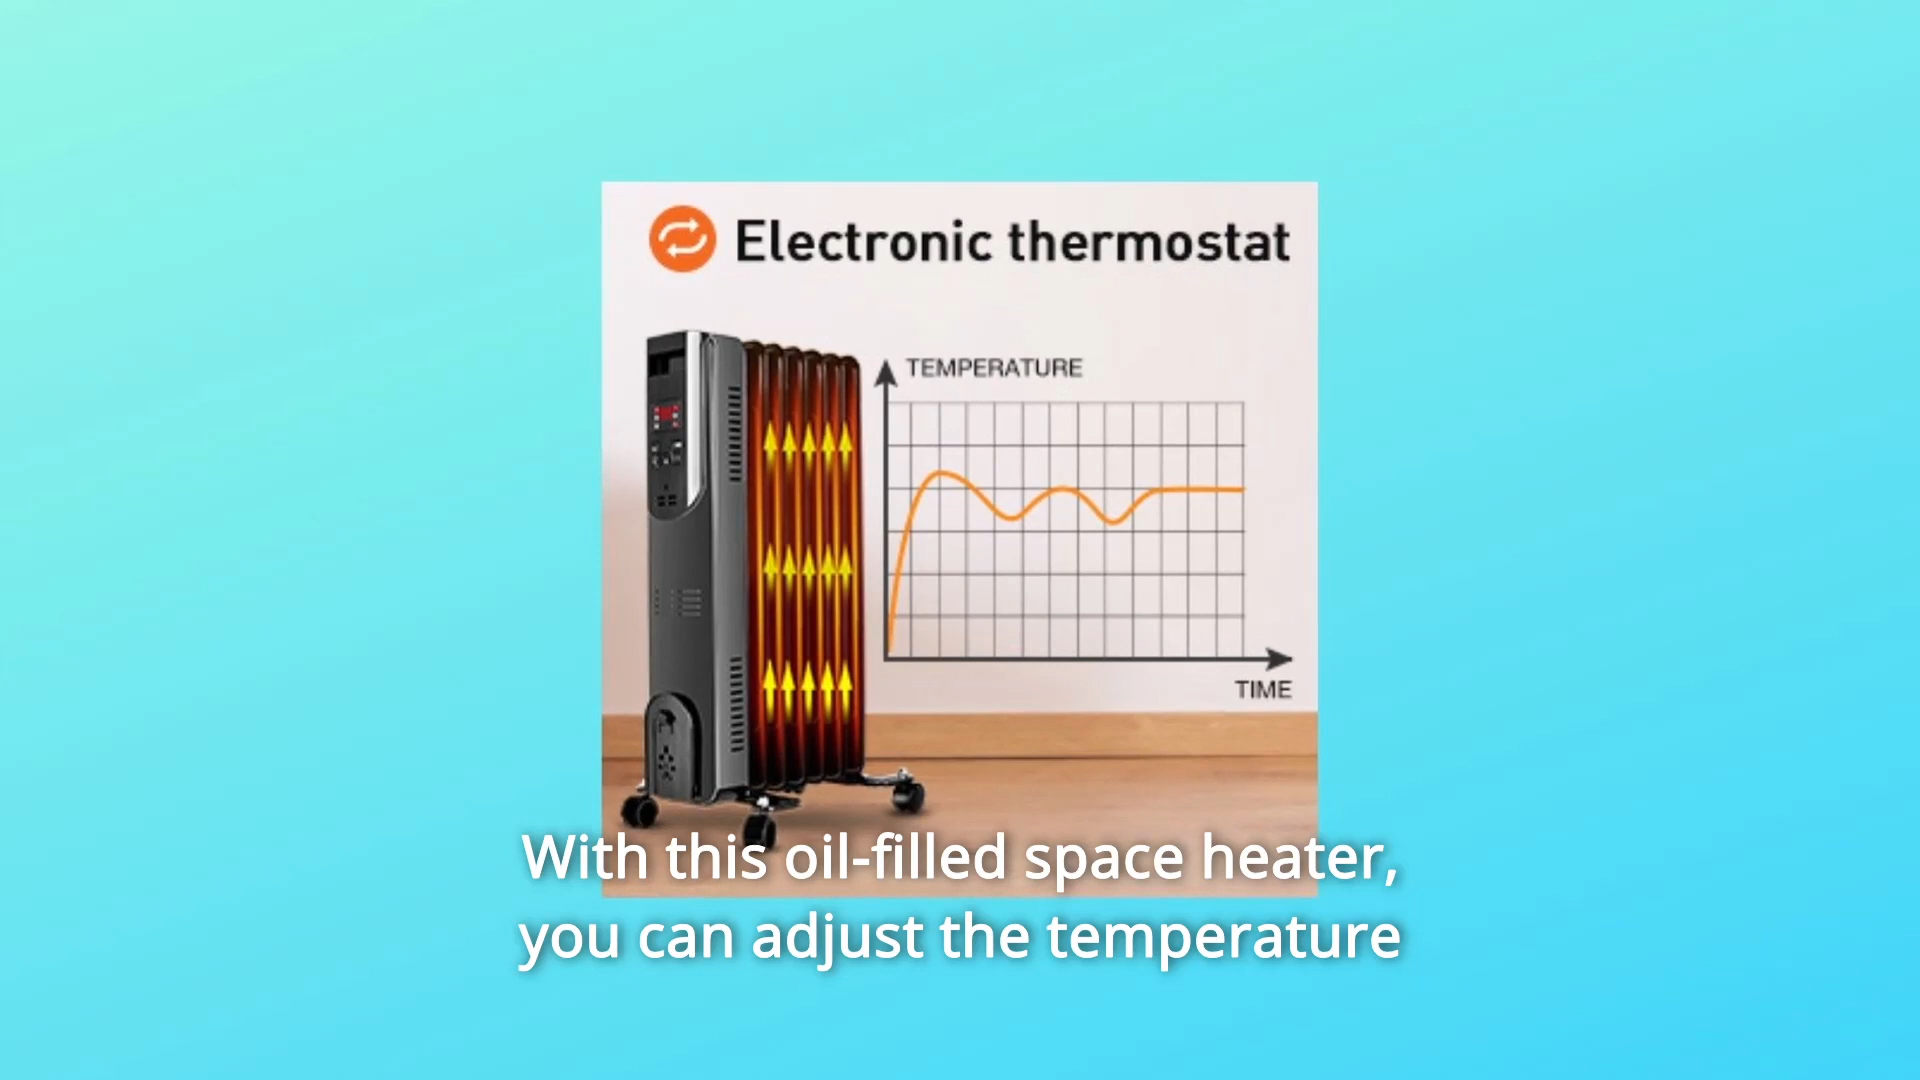 Electronic thermostat
TEMPERATURE
TIME
With this oil-filled space heater,
you can adjust the temperature